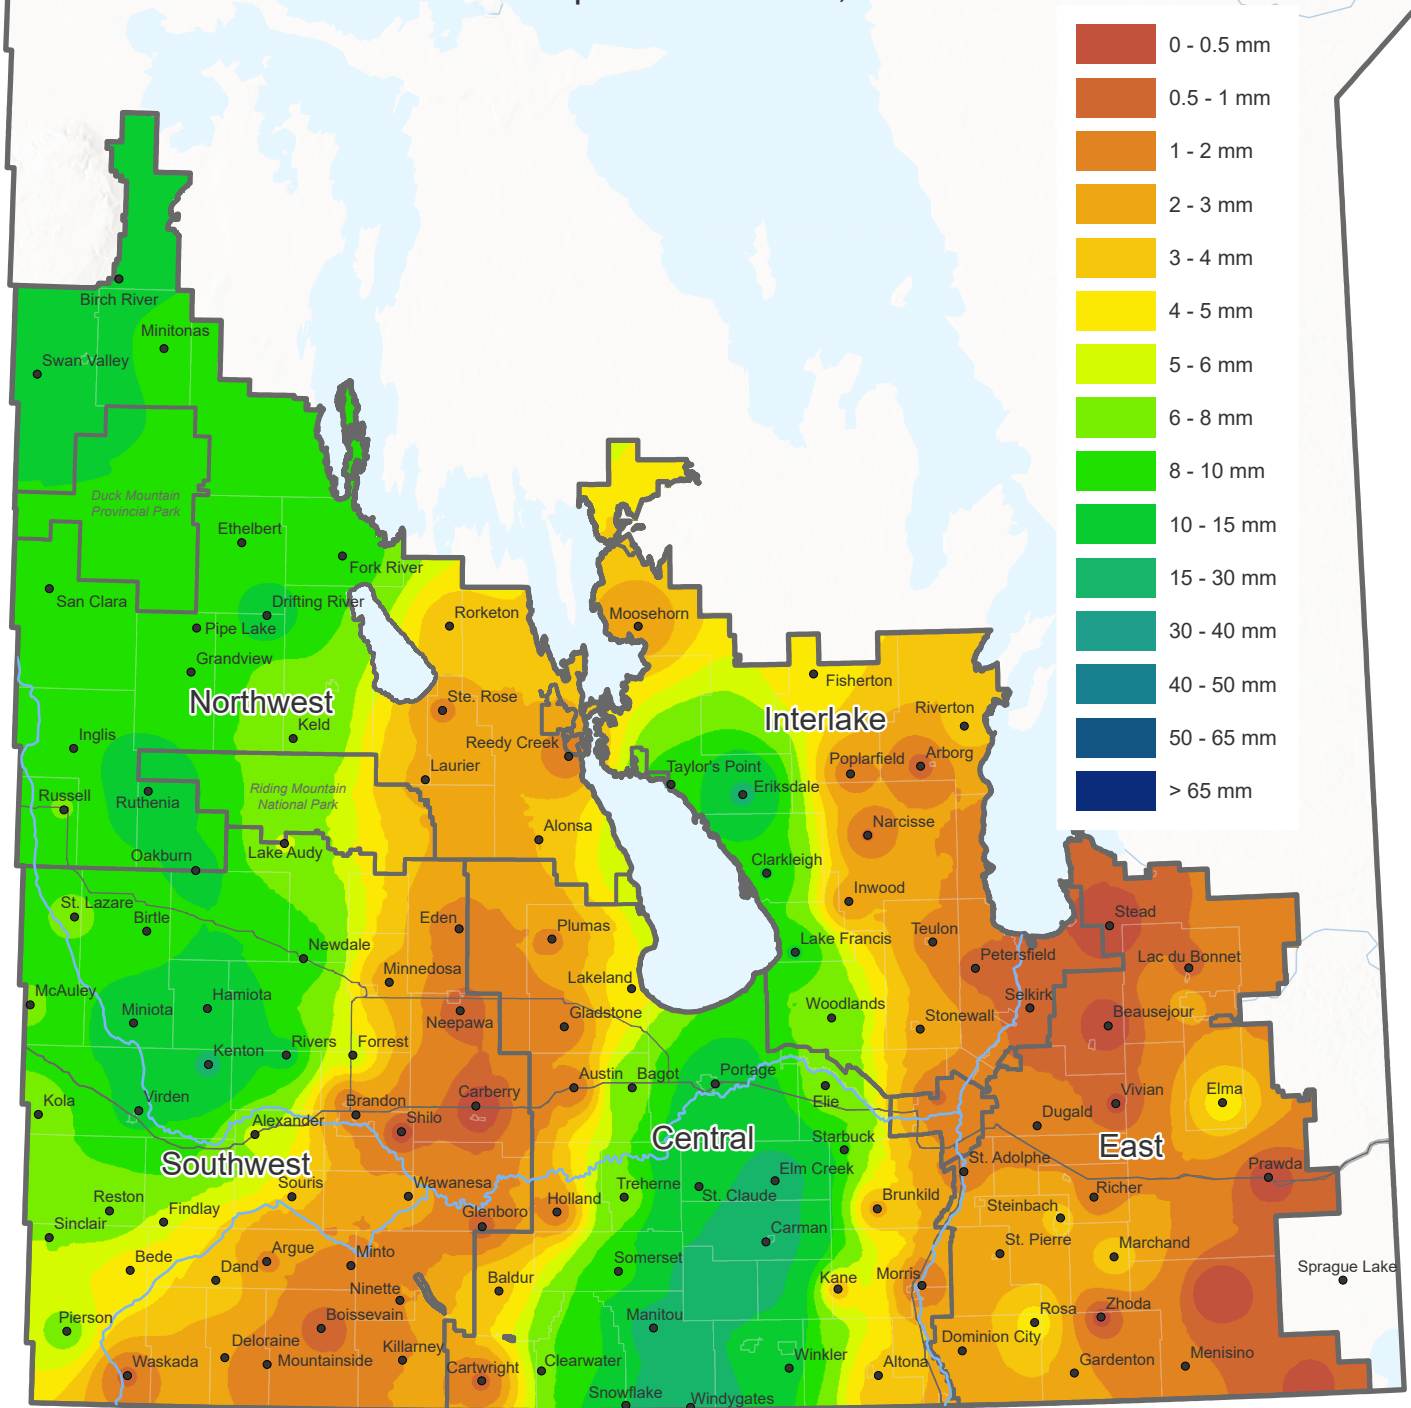 0 - 0.5 mm
0.5 - 1 mm
1 - 2 mm
2 - 3 mm
3 - 4 mm
4 - 5 mm
5 - 6 mm
6 - 8 mm
8 - 10 mm
10 - 15 mm
15 - 30 mm
30 - 40 mm
40 - 50 mm
50 - 65 mm
> 65 mm
Birch River
Minitonas
Swan Valley
Duck Mountain
Provincial Park
Ethelbert
Fork River
San Clara
Drifting River
Pipe Lake
Grandview
Northwest
Keld
Inglis
Russell
Ruthenia
Riding Mountain
National Park
Lake Audy
Oakburn
Rorketon
Ste. Rose
Reedy Creek
Laurier
Alonsa
Moosehorn
Fisherton
Interlake
Riverton
Taylor's Point
Eriksdale
Poplarfield
Arborg
Narcisse
Clarkleigh
Inwood
Lake Francis
Teulon
Petersfield
Woodlands
Selkirk
Stonewall
Stead
Lac du Bonnet
Beausejour
St. Lazare
Birtle
Newdale
Eden
Plumas
Minnedosa
Lakeland
McAuley
Miniota
Hamiota
Neepawa
Gladstone
Kenton
Rivers
Forrest
Austin
Bagot
Portage
Elie
Kola
Virden
Alexander
Brandon
Carberry
Shilo
Central
Starbuck
Vivian
Elma
Dugald
East
Southwest
Souris
Wawanesa
Treherne
St. Claude
Elm Creek
St. Adolphe
Prawda
Reston
Findlay
Glenboro
Holland
Brunkild
Richer
Steinbach
Sinclair
Carman
Bede
Argue
Dand
Minto
Somerset
St. Pierre
Marchand
Ninette
Baldur
Kane
Morris
Sprague Lake
Pierson
Boissevain
Manitou
Rosa
Zhoda
Deloraine
Killarney
Dominion City
Waskada
Mountainside
Cartwright
Clearwater
Winkler
Altona
Gardenton
Menisino
Snowflake
Windygates